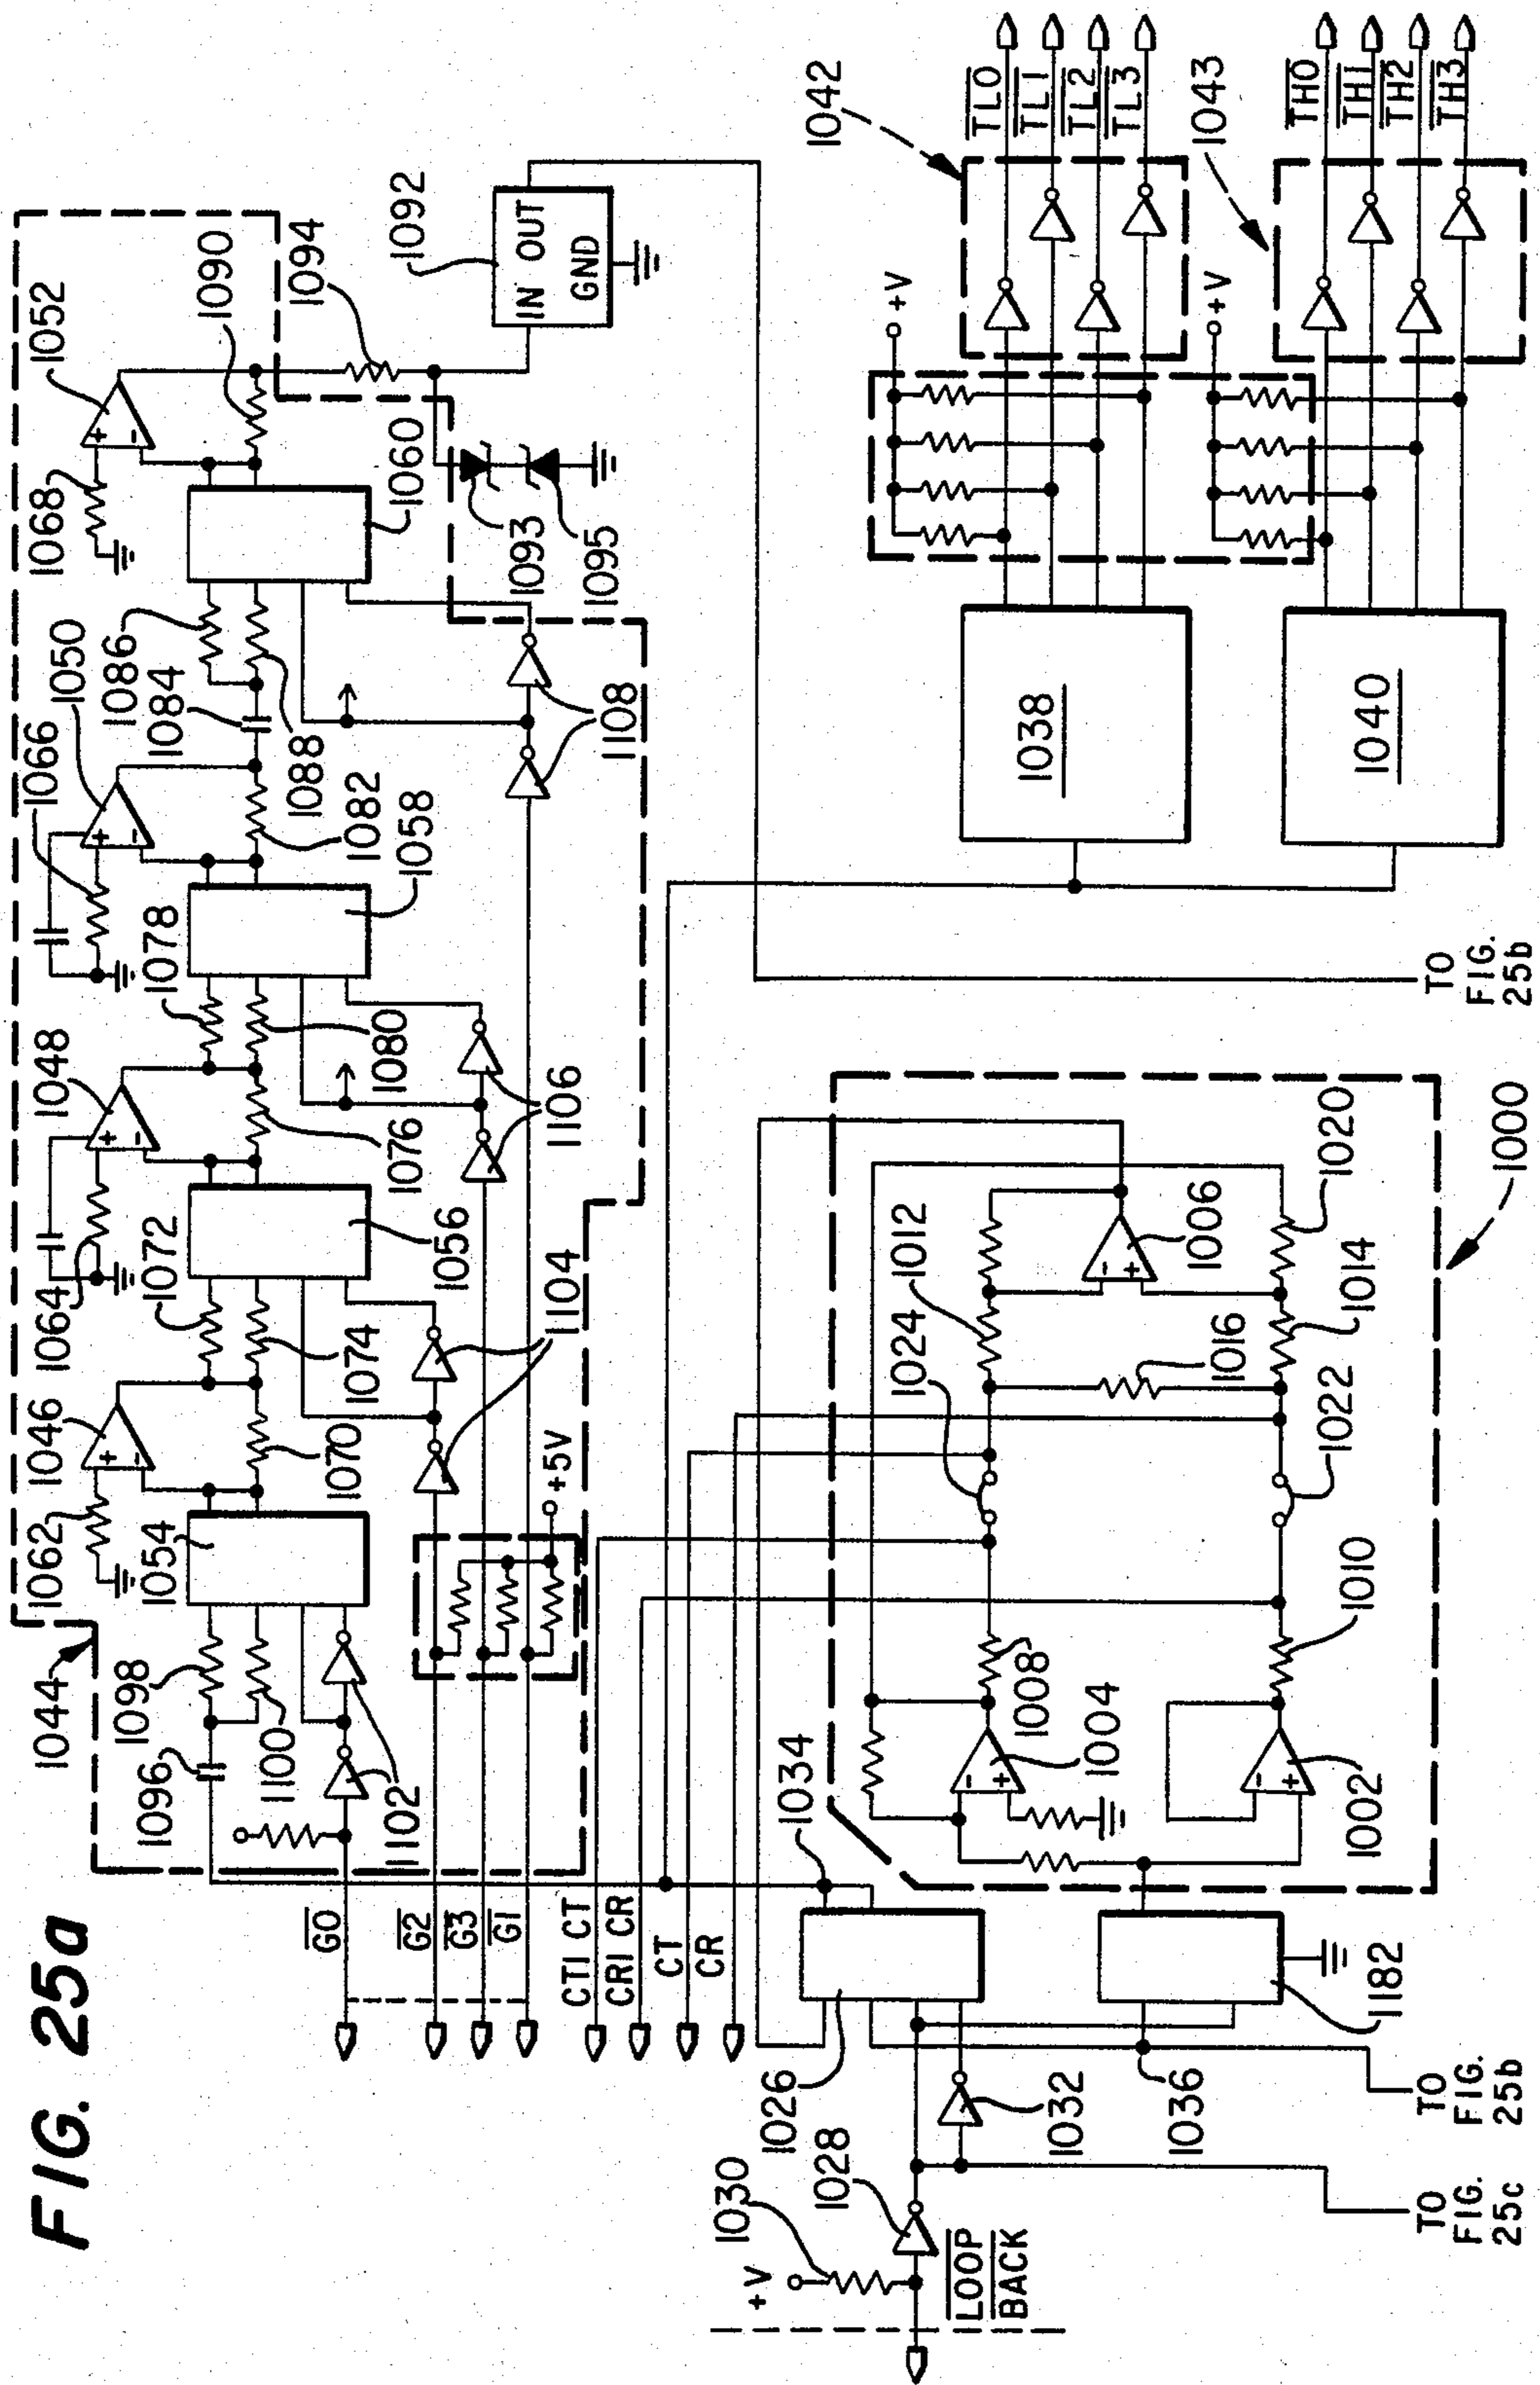 FIG. 25a
1044
1098
1096
1100
1102
1062
1054
1046
1070
1072
1074
1064
1056
1048
1076
1078
1080
1066
1058
1050
1082
1084
1086
1088
1068
1060
1052
1090
1094
1092
IN OUT
GND
1093
1095
1104
1106
1108
+5V
G0
G2
G3
G1
CTI CT
CRI CR
CT
CR
1034
1026
1028
1030
+V
LOOP
BACK
1032
1036
1182
TO
FIG.
25c
TO
FIG.
25b
1000
1002
1004
1006
1008
1010
1012
1014
1016
1020
1022
1024
TO
FIG.
25b
1038
1040
+V
+V
1042
1043
TL0
TL1
TL2
TL3
TH0
TH1
TH2
TH3
+
-
+
-
+
-
+
-
-
+
-
+
-
+